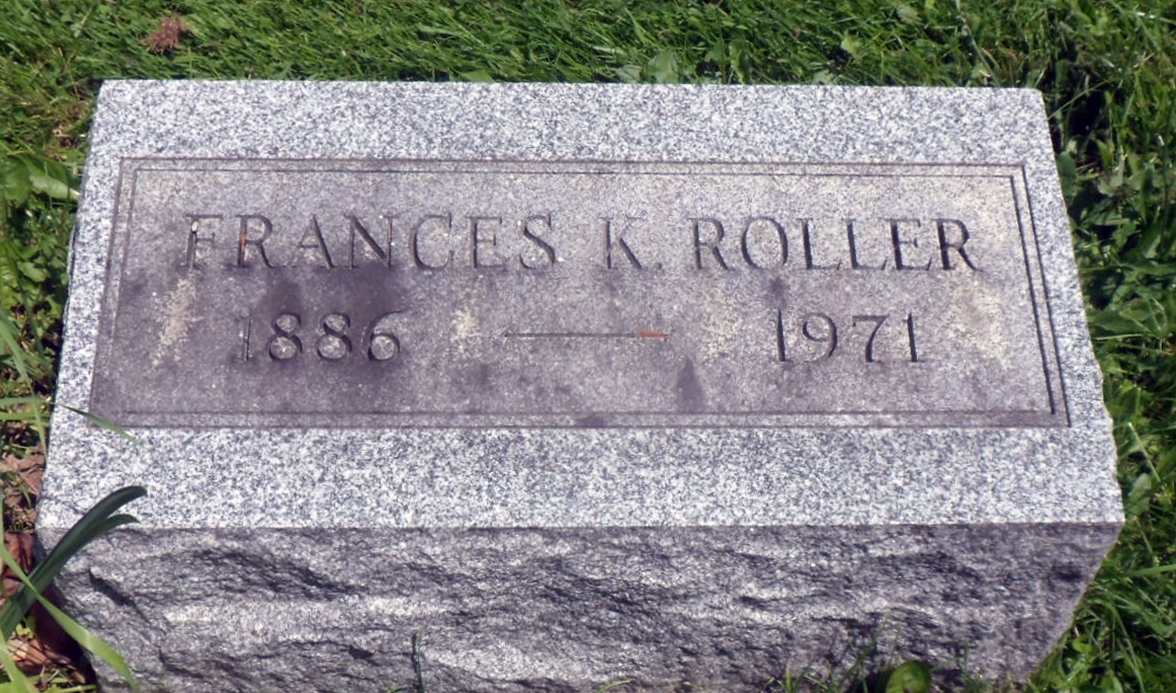 FRANCES K. ROLLER
1886 — 1971